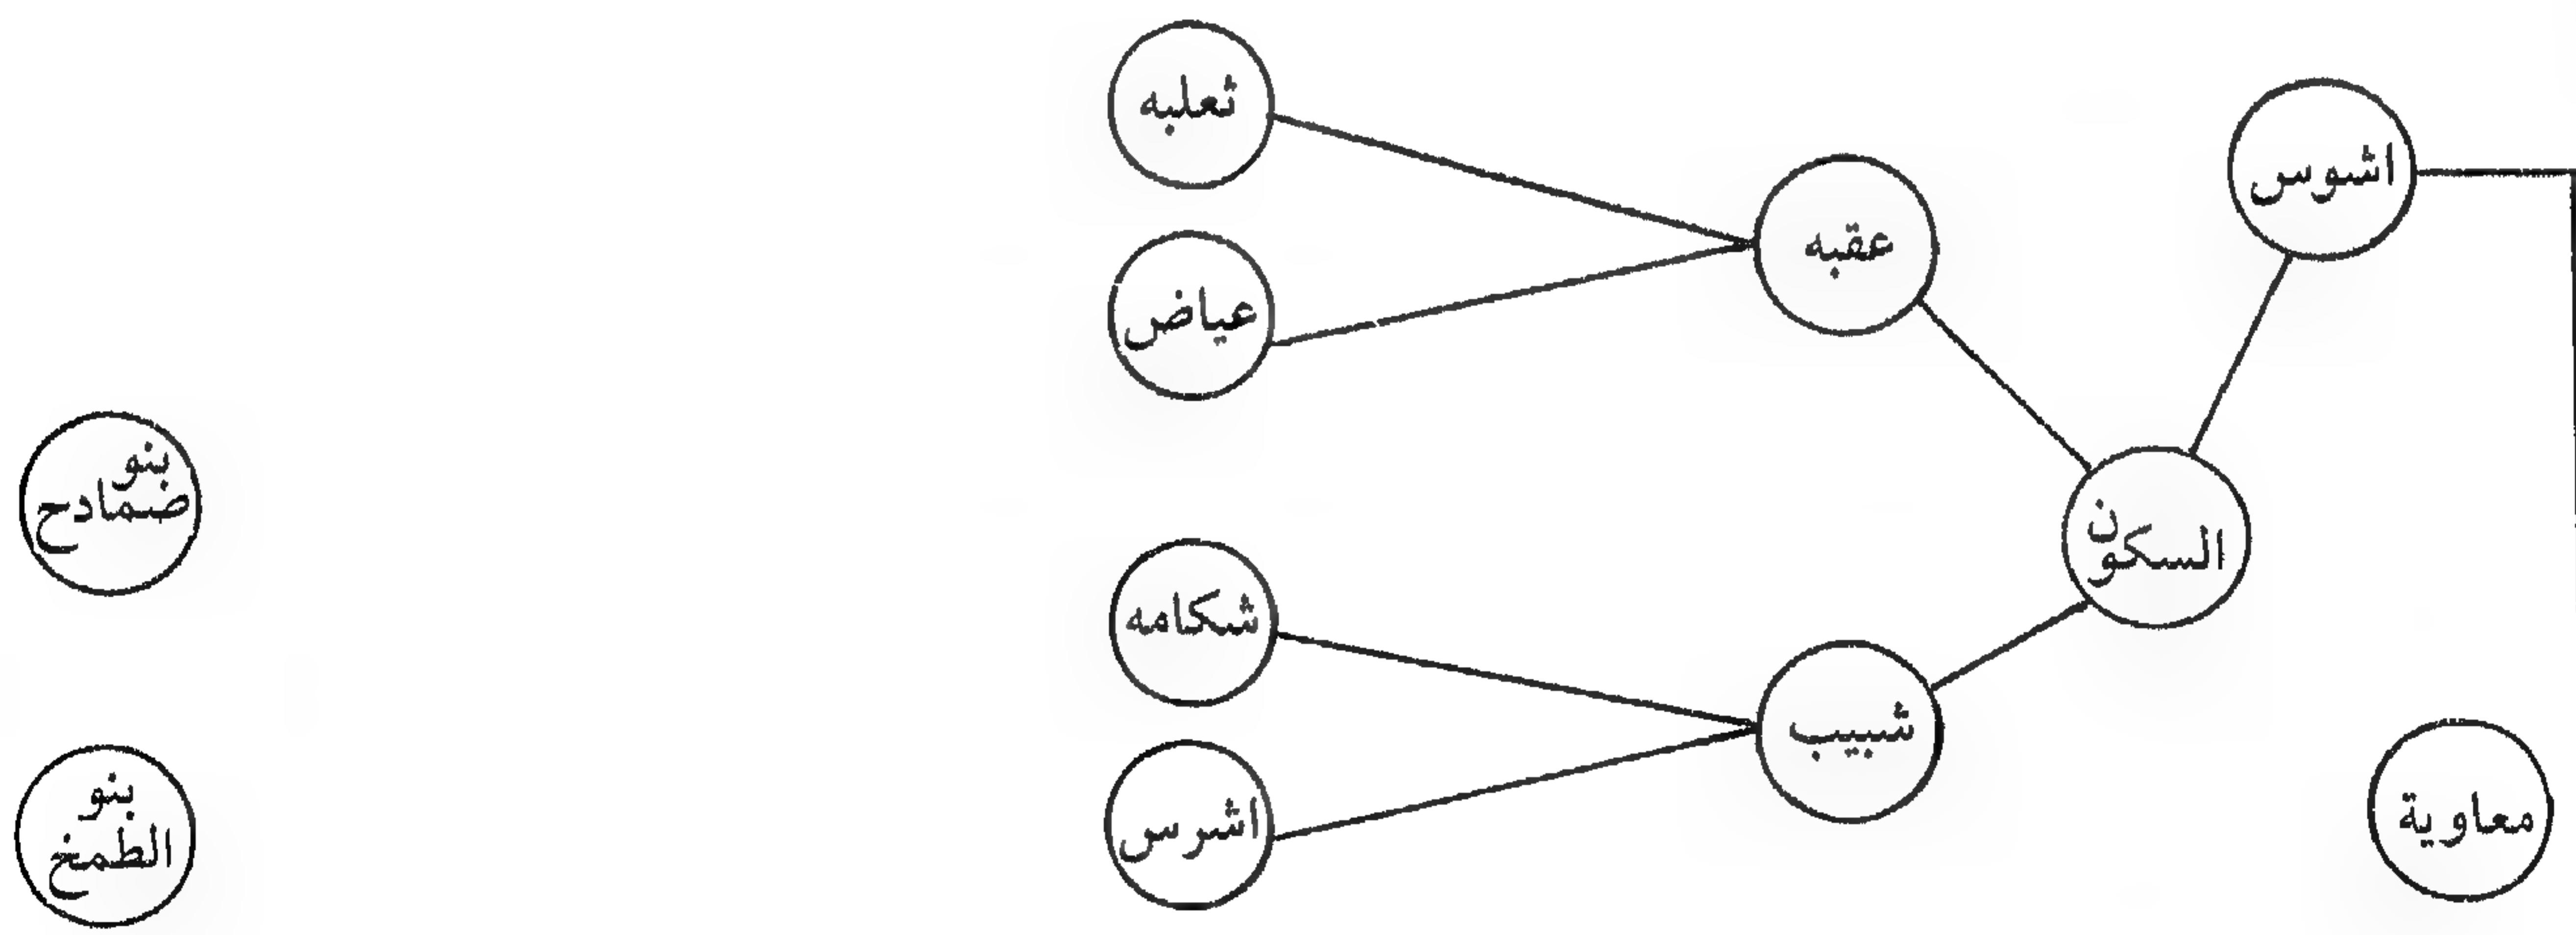 اشوس
السكون
معاوية
عقبه
شبيب
ثعلبه
عياض
شكامه
اشرس
بنو
ضمادح
بنو
الطمخ